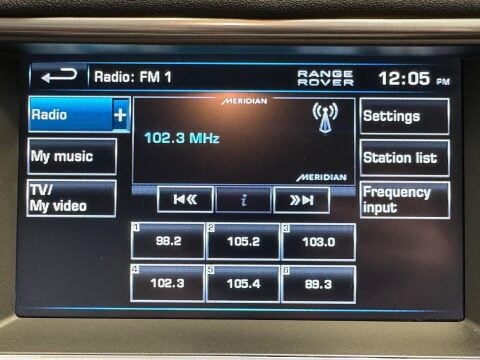 Radio: FM 1
RANGE
ROVER
12:05 PM
Radio +
MERIDIAN
Settings
102.3 MHz
My music
Station list
MERIDIAN
TV/
My video
i
Frequency
input
1 98.2
2 105.2
3 103.0
4 102.3
5 105.4
6 89.3